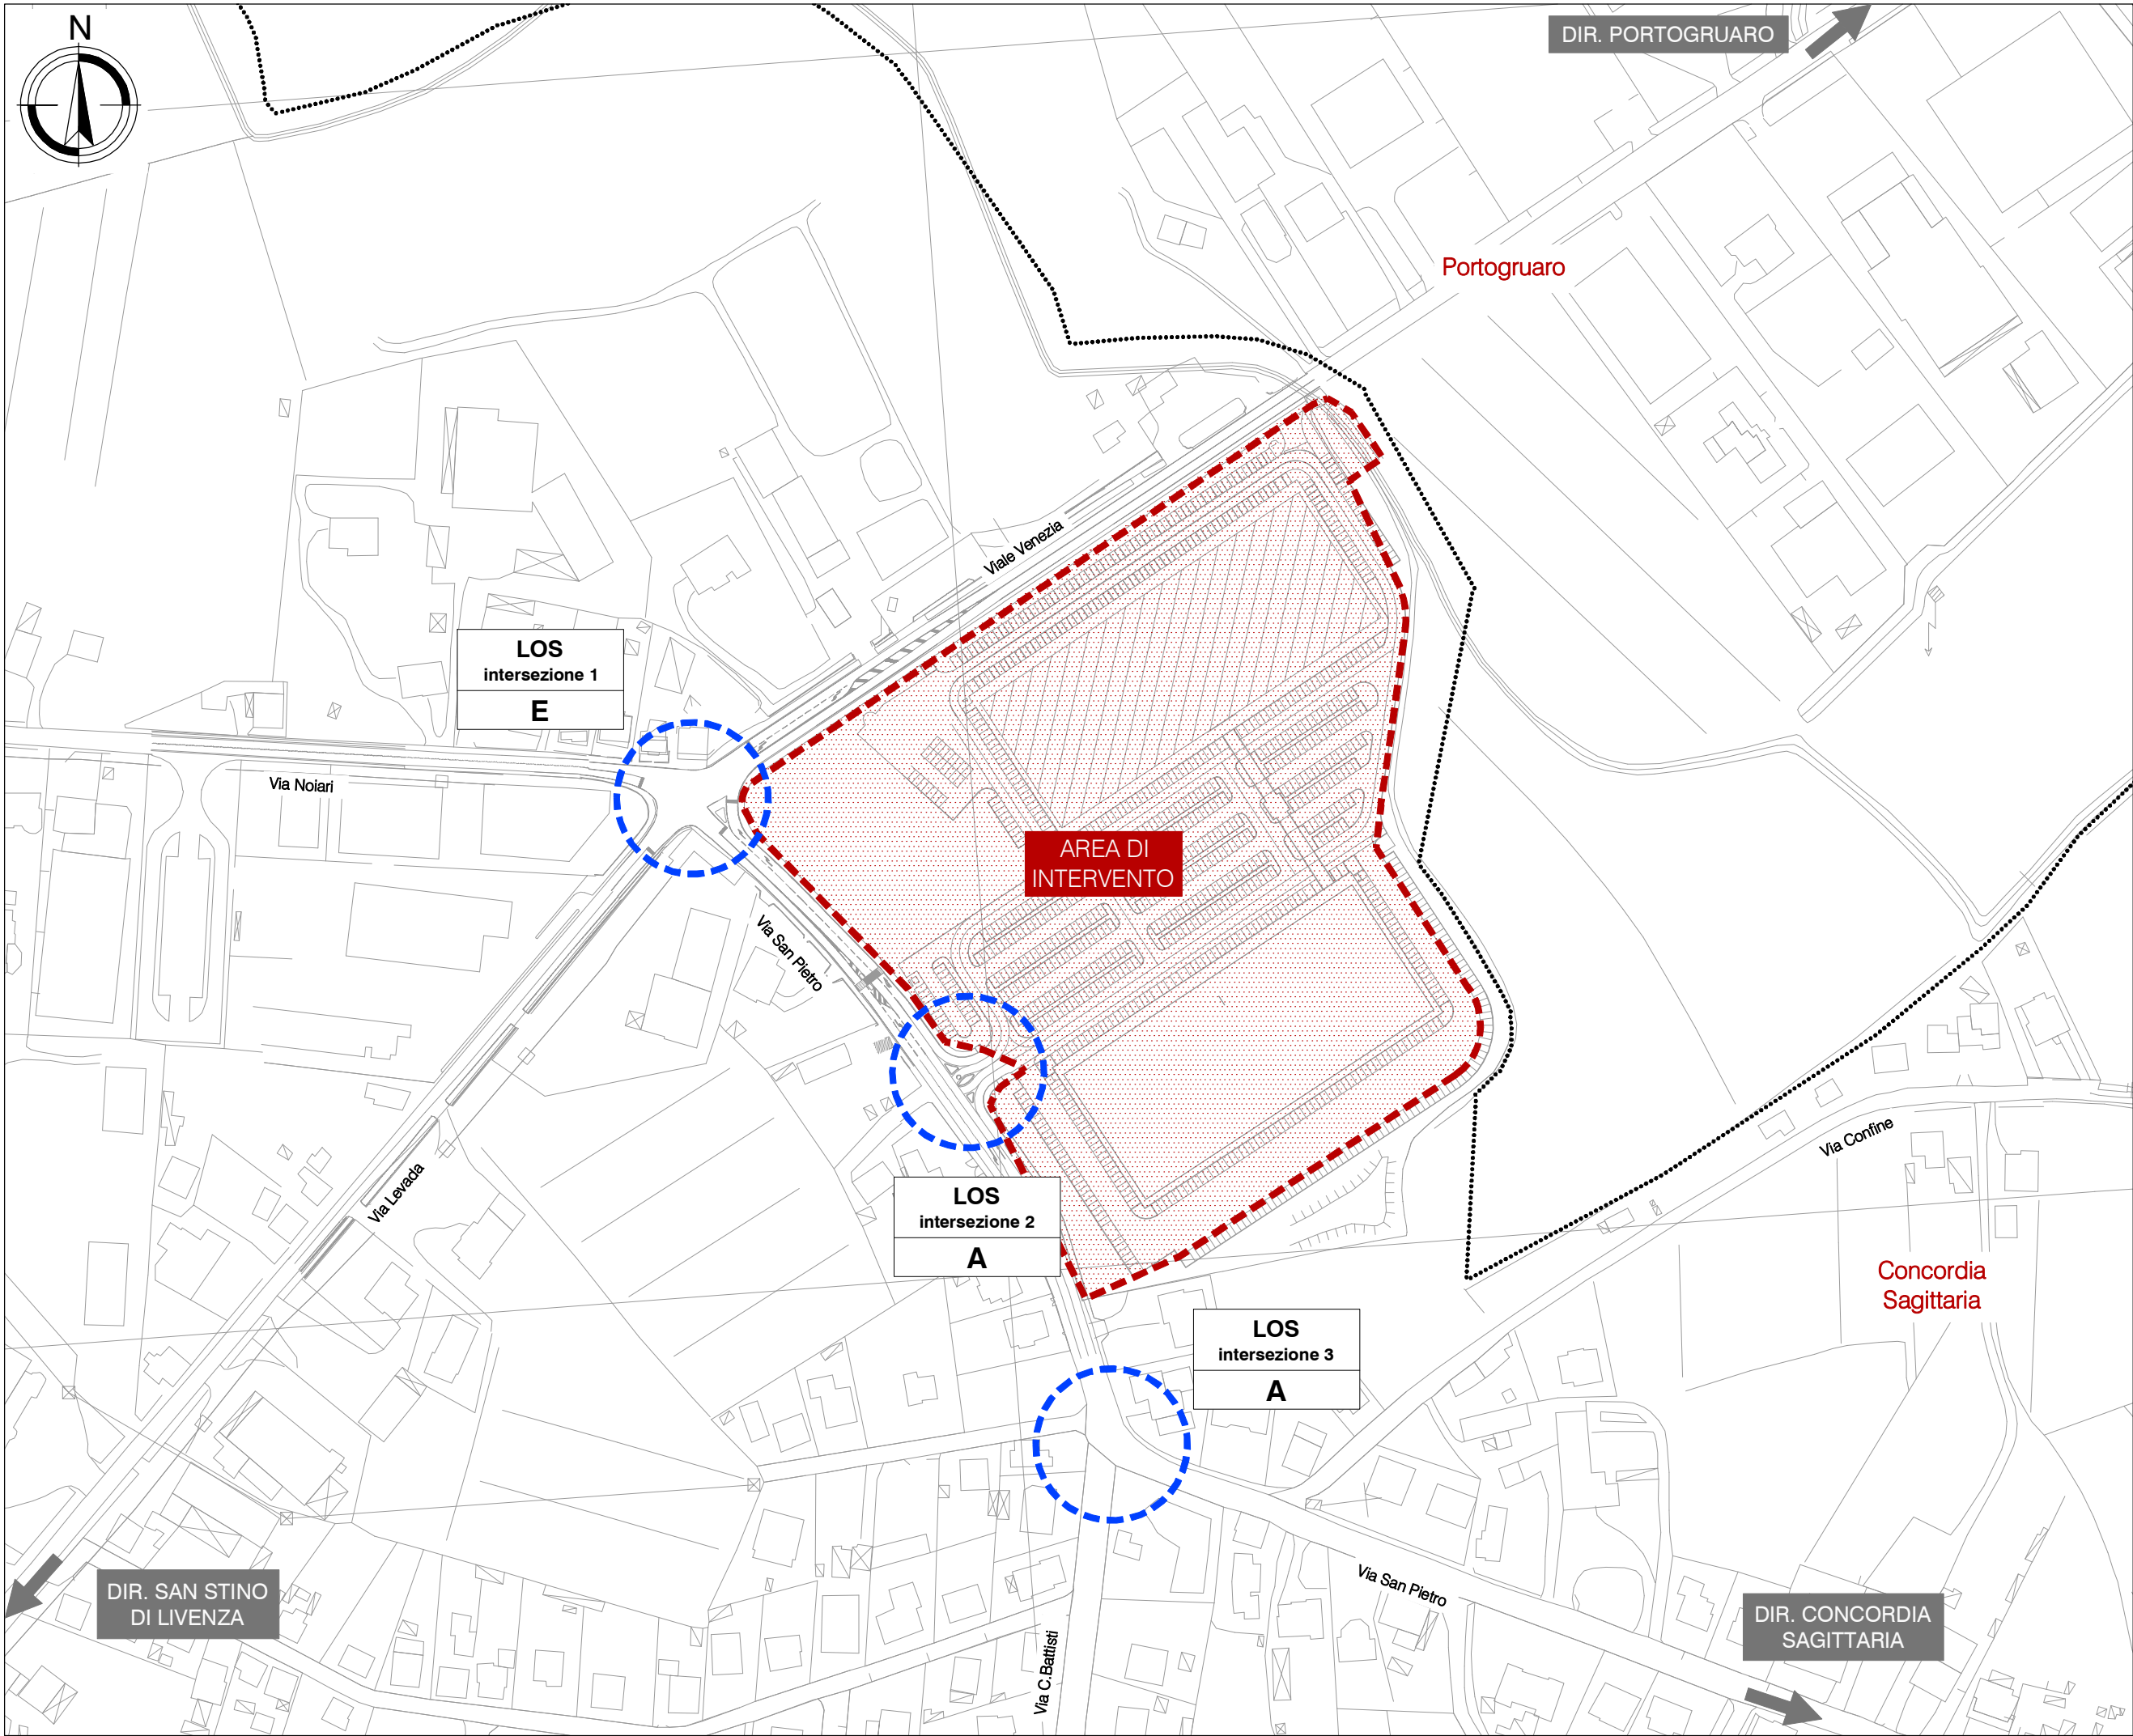 N
DIR. PORTOGRUARO
Portogruaro
Viale Venezia
LOS
intersezione 1
E
Via Noiari
AREA DI
INTERVENTO
Via San Pietro
Via Levada
Via Confine
LOS
intersezione 2
A
Concordia
Sagittaria
LOS
intersezione 3
A
DIR. SAN STINO
DI LIVENZA
Via San Pietro
DIR. CONCORDIA
SAGITTARIA
Via C.Battisti